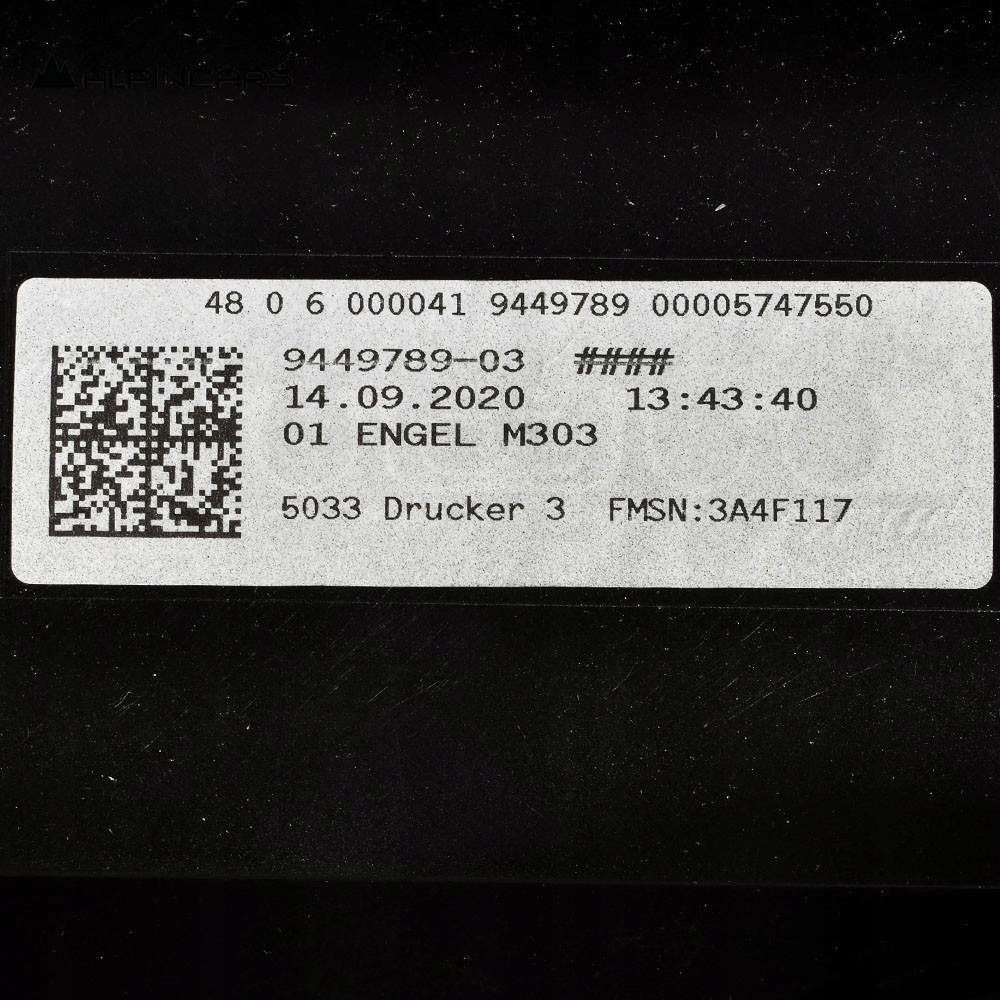 ALPINCARS
48 0 6 000041 9449789 00005747550
9449789-03 ####
14.09.2020 13:43:40
01 ENGEL M303
5033 Drucker 3 FMSN:3A4F117